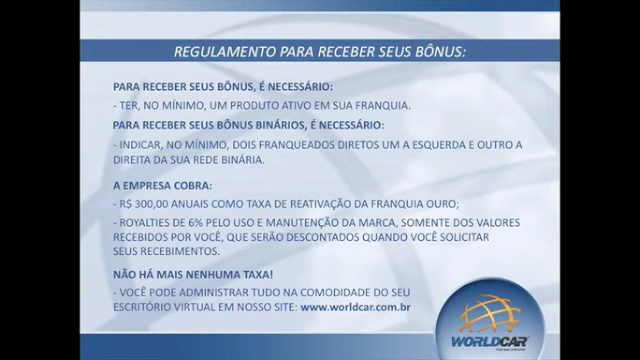 REGULAMENTO PARA RECEBER SEUS BÔNUS:
PARA RECEBER SEUS BÔNUS, É NECESSÁRIO:
- TER, NO MÍNIMO, UM PRODUTO ATIVO EM SUA FRANQUIA.
PARA RECEBER SEUS BÔNUS BINÁRIOS, É NECESSÁRIO:
- INDICAR, NO MÍNIMO, DOIS FRANQUEADOS DIRETOS UM A ESQUERDA E OUTRO A
DIREITA DA SUA REDE BINÁRIA.
A EMPRESA COBRA:
- R$ 300,00 ANUAIS COMO TAXA DE REATIVAÇÃO DA FRANQUIA OURO;
- ROYALTIES DE 6% PELO USO E MANUTENÇÃO DA MARCA, SOMENTE DOS VALORES
RECEBIDOS POR VOCÊ, QUE SERÃO DESCONTADOS QUANDO VOCÊ SOLICITAR
SEUS RECEBIMENTOS.
NÃO HÁ MAIS NENHUMA TAXA!
- VOCÊ PODE ADMINISTRAR TUDO NA COMODIDADE DO SEU
ESCRITÓRIO VIRTUAL EM NOSSO SITE: www.worldcar.com.br
WORLDCAR